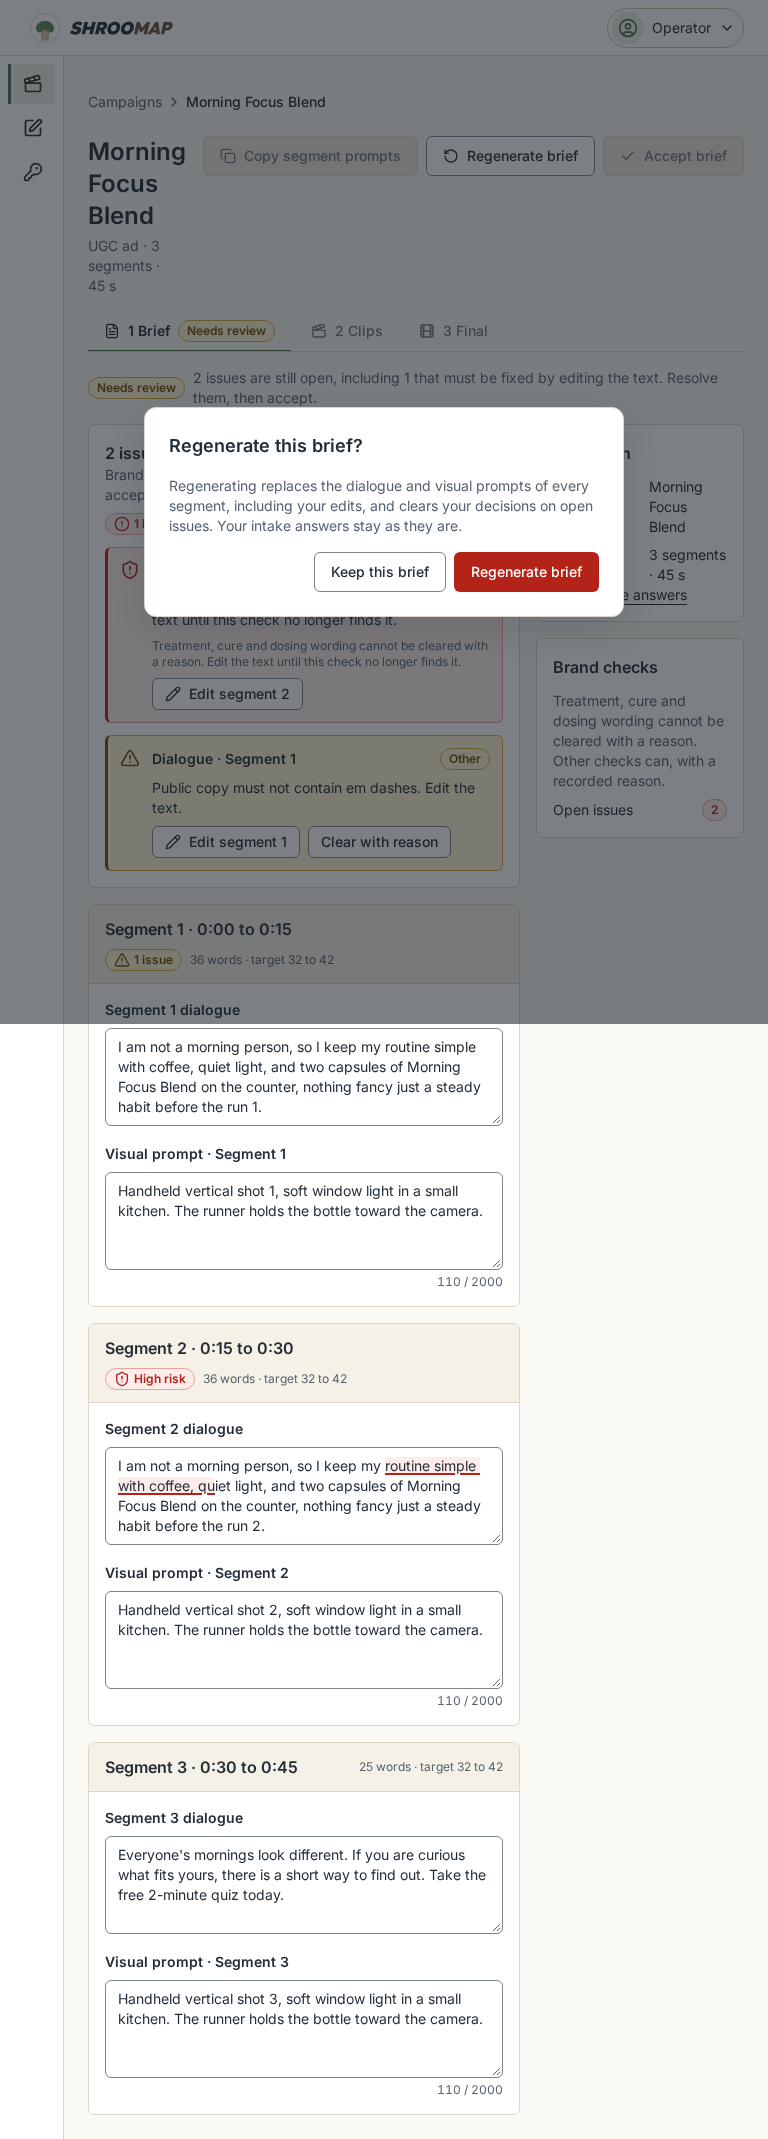 SHROOMAP
Operator
Campaigns
Morning Focus Blend
Morning
Focus
Blend
Copy segment prompts
Regenerate brief
Accept brief
UGC ad · 3
segments ·
45 s
1 Brief
Needs review
2 Clips
3 Final
Needs review
2 issues are still open, including 1 that must be fixed by editing the text. Resolve
them, then accept.
Regenerate this brief?
Regenerating replaces the dialogue and visual prompts of every
segment, including your edits, and clears your decisions on open
issues. Your intake answers stay as they are.
Keep this brief
Regenerate brief
2
Brand
Morning
Focus
Blend
3 segments
· 45 s
answers
text until this check no longer finds it.
Treatment, cure and dosing wording cannot be cleared with
a reason. Edit the text until this check no longer finds it.
Edit segment 2
Dialogue · Segment 1
Other
Public copy must not contain em dashes. Edit the
text.
Edit segment 1
Clear with reason
Brand checks
Treatment, cure and
dosing wording cannot be
cleared with a reason.
Other checks can, with a
recorded reason.
Open issues
2
Segment 1 · 0:00 to 0:15
1 issue
36 words · target 32 to 42
Segment 1 dialogue
I am not a morning person, so I keep my routine simple
with coffee, quiet light, and two capsules of Morning
Focus Blend on the counter, nothing fancy just a steady
habit before the run 1.
Visual prompt · Segment 1
Handheld vertical shot 1, soft window light in a small
kitchen. The runner holds the bottle toward the camera.
110 / 2000
Segment 2 · 0:15 to 0:30
High risk
36 words · target 32 to 42
Segment 2 dialogue
I am not a morning person, so I keep my routine simple
with coffee, quiet light, and two capsules of Morning
Focus Blend on the counter, nothing fancy just a steady
habit before the run 2.
Visual prompt · Segment 2
Handheld vertical shot 2, soft window light in a small
kitchen. The runner holds the bottle toward the camera.
110 / 2000
Segment 3 · 0:30 to 0:45
25 words · target 32 to 42
Segment 3 dialogue
Everyone's mornings look different. If you are curious
what fits yours, there is a short way to find out. Take the
free 2-minute quiz today.
Visual prompt · Segment 3
Handheld vertical shot 3, soft window light in a small
kitchen. The runner holds the bottle toward the camera.
110 / 2000